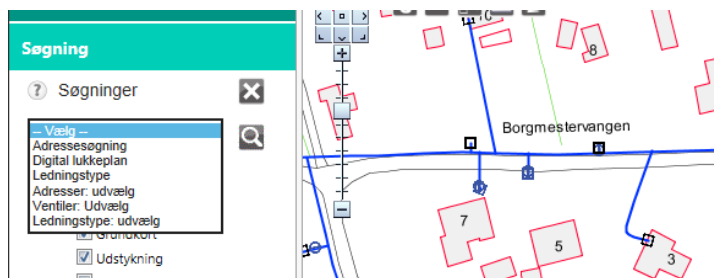 Søgning
? Søgninger
-- Vælg --
Adressesøgning
Digital lukkeplan
Ledningstype
Adresser: udvælg
Ventiler: Udvælg
Ledningstype: udvælg
Grundkort
Udstykning
10
8
Borgmestervangen
7
5
3